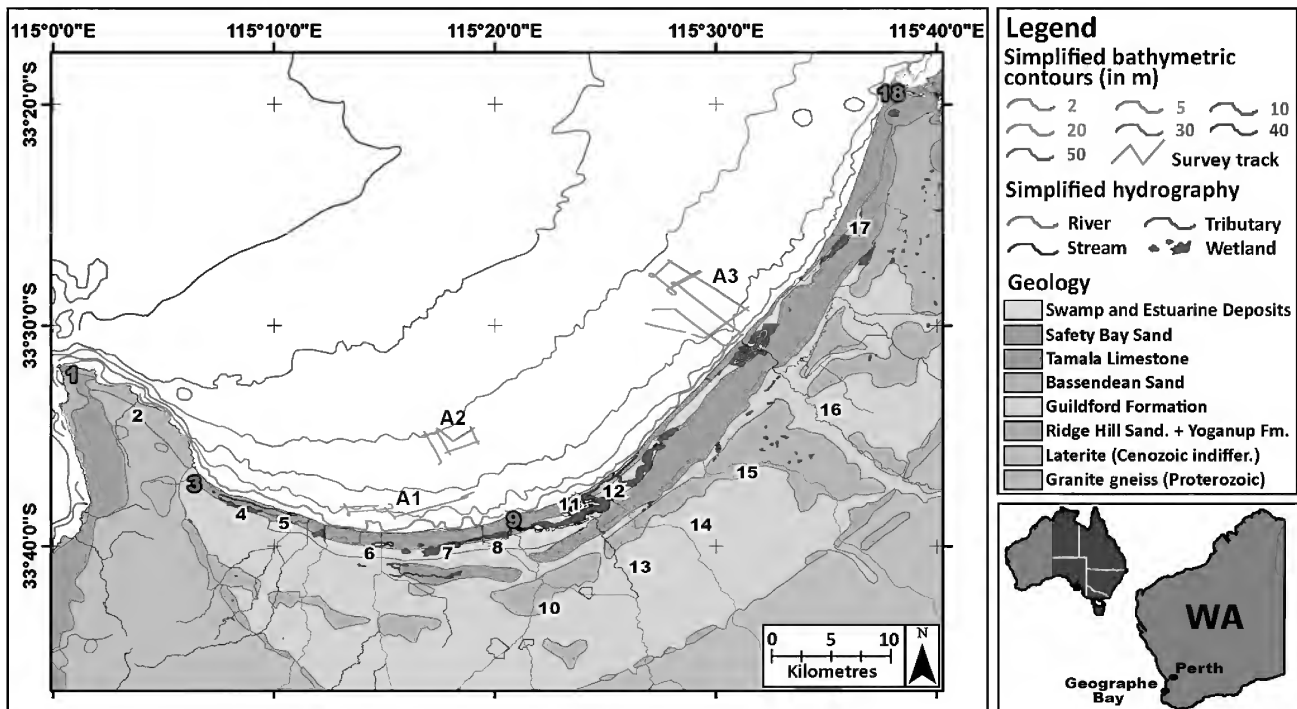 115°0'0"E 115°10'0"E 115°20'0"E 115°30'0"E 115°40'0"E
33°20'0"S
33°30'0"S
33°40'0"S
18
17
A3
1
2
16
A2
3
15
12
11
A1
4
5
9
14
6
7
8
13
10
0 5 10
Kilometres
N
Legend
Simplified bathymetric
contours (in m)
2 5 10
20 30 40
50 Survey track
Simplified hydrography
River Tributary
Stream Wetland
Geology
Swamp and Estuarine Deposits
Safety Bay Sand
Tamala Limestone
Bassendean Sand
Guildford Formation
Ridge Hill Sand. + Yoganup Fm.
Laterite (Cenozoic indiffer.)
Granite gneiss (Proterozoic)
WA
Perth
Geographe
Bay